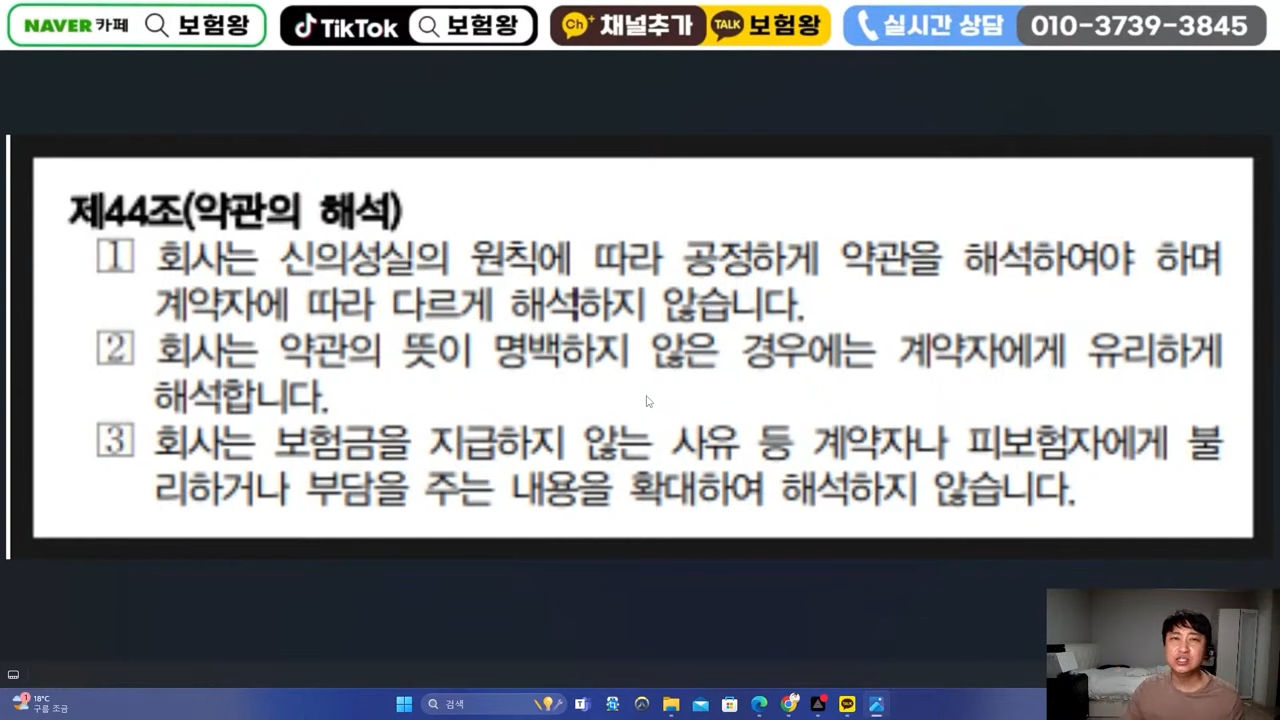 NAVER 카페 보험왕
TikTok 보험왕
Ch+ 채널추가 TALK 보험왕
실시간 상담 010-3739-3845
제44조(약관의 해석)
1 회사는 신의성실의 원칙에 따라 공정하게 약관을 해석하여야 하며
계약자에 따라 다르게 해석하지 않습니다.
2 회사는 약관의 뜻이 명백하지 않은 경우에는 계약자에게 유리하게
해석합니다.
3 회사는 보험금을 지급하지 않는 사유 등 계약자나 피보험자에게 불
리하거나 부담을 주는 내용을 확대하여 해석하지 않습니다.
1
18°C
구름 조금
검색
TALK